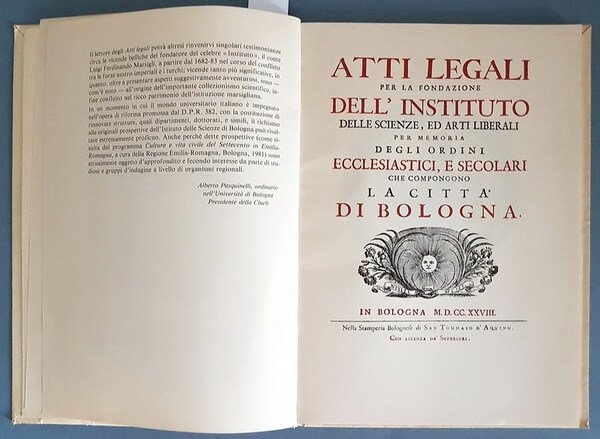 Il lettore degli Atti legali potrà altresì rinvenirvi singolari testimonianze
circa le vicende belliche del fondatore del celebre «Instituto», il conte
Luigi Ferdinando Marsigli, a partire dal 1682-83 nel corso del conflitto
tra le forze austro-imperiali e i turchi; vicende tanto più significative, in
quanto, oltre a presentare aspetti suggestivamente avventurosi, sono —
com'è noto — all'origine dell'importante collezionismo scientifico, in-
fine confluito nel ricco patrimonio dell'istituzione marsigliana.
In un momento in cui il mondo universitario italiano è impegnato
nell'opera di riforma promossa dal D.P.R. 382, con la costituzione di
rinnovate strutture, quali dipartimenti, dottorati, e simili, il richiamo
alle originali prospettive dell'Istituto delle Scienze di Bologna può risul-
tare estremamente proficuo. Anche perché dette prospettive (come risulta
dal programma Cultura e vita civile del Settecento in Emilia-
Romagna, a cura della Regione Emilia-Romagna, Bologna, 1981) sono
attualmente oggetto d'approfondito e fecondo interesse da parte di stu-
diosi e gruppi d'indagine a livello di organismi regionali.
Alberto Pasquinelli, ordinario
nell'Università di Bologna
Presidente della Clueb
ATTI LEGALI
PER LA FONDAZIONE
DELL' INSTITUTO
DELLE SCIENZE, ED ARTI LIBERALI
PER MEMORIA
DEGLI ORDINI
ECCLESIASTICI, E SECOLARI
CHE COMPONGONO
LA CITTA'
DI BOLOGNA.
IN BOLOGNA M.D.CC.XXVIII.
Nella Stamperia Bolognese di SAN TOMMASO D'AQUINO.
CON LICENZA DE' SUPERIORI.